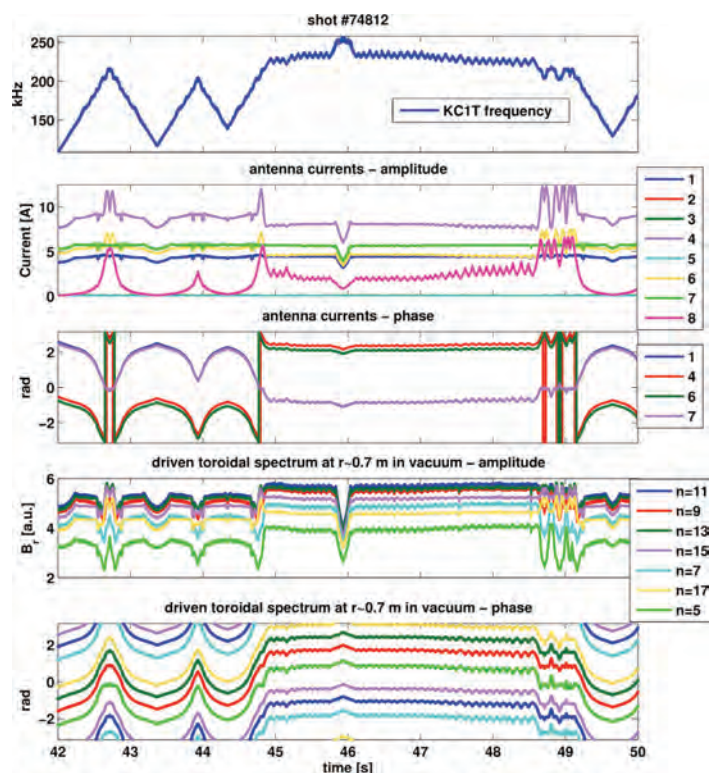 shot #74812
250
200
150
kHz
KC1T frequency
antenna currents – amplitude
10
5
0
Current [A]
1
2
3
4
5
6
7
8
antenna currents – phase
2
0
−2
rad
1
4
6
7
driven toroidal spectrum at r~0.7 m in vacuum – amplitude
6
4
2
B_r [a.u.]
n=11
n=9
n=13
n=15
n=7
n=17
n=5
driven toroidal spectrum at r~0.7 m in vacuum – phase
2
0
−2
rad
42 43 44 45 46 47 48 49 50
time [s]